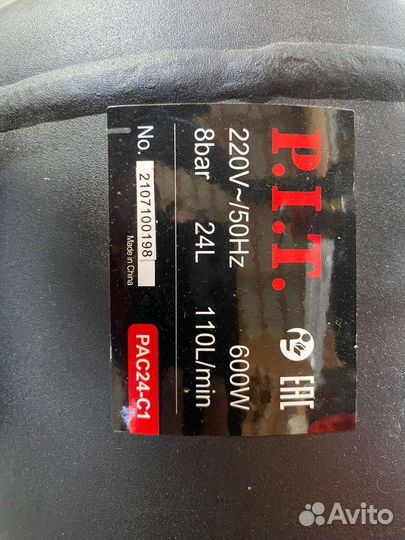 P.I.T.
EAC
220V~/50Hz 600W
8bar 24L 110L/min
No. 2107100198 PAC24-C1
Made in China
Avito